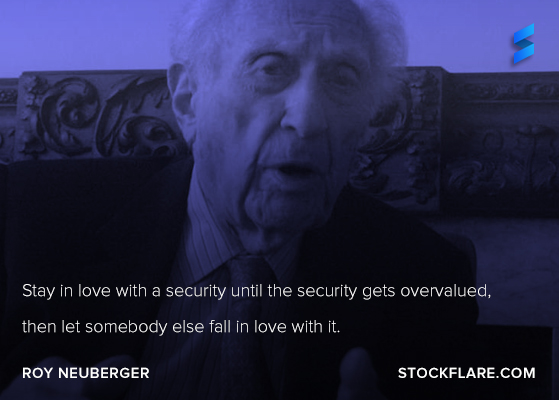 Stay in love with a security until the security gets overvalued,
then let somebody else fall in love with it.
ROY NEUBERGER
STOCKFLARE.COM